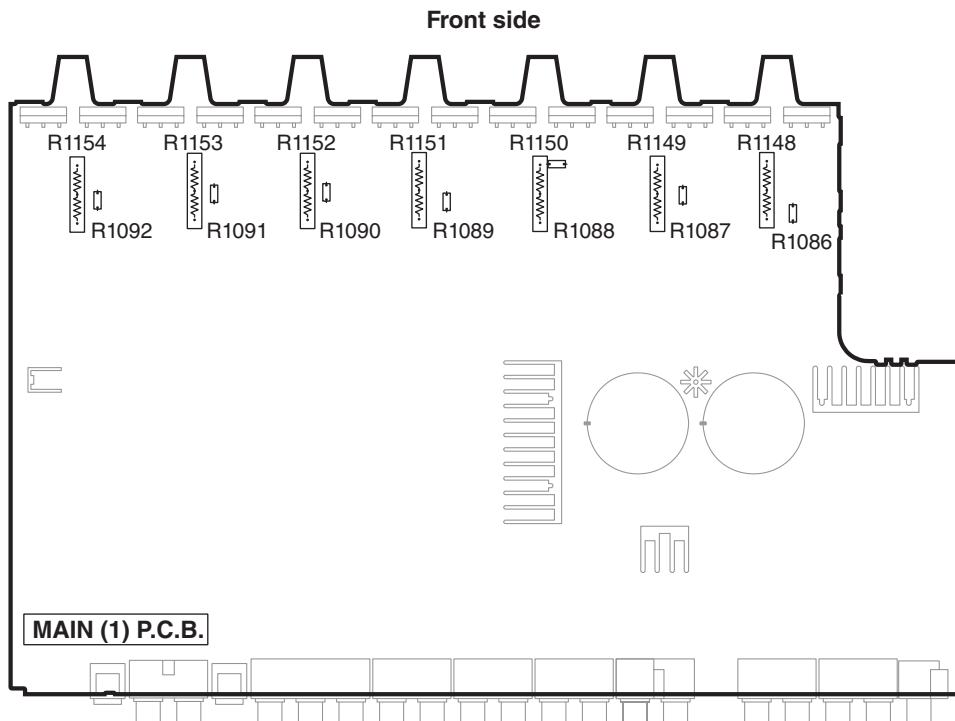 Front side
R1154 R1153 R1152 R1151 R1150 R1149 R1148
R1092 R1091 R1090 R1089 R1088 R1087 R1086
MAIN (1) P.C.B.